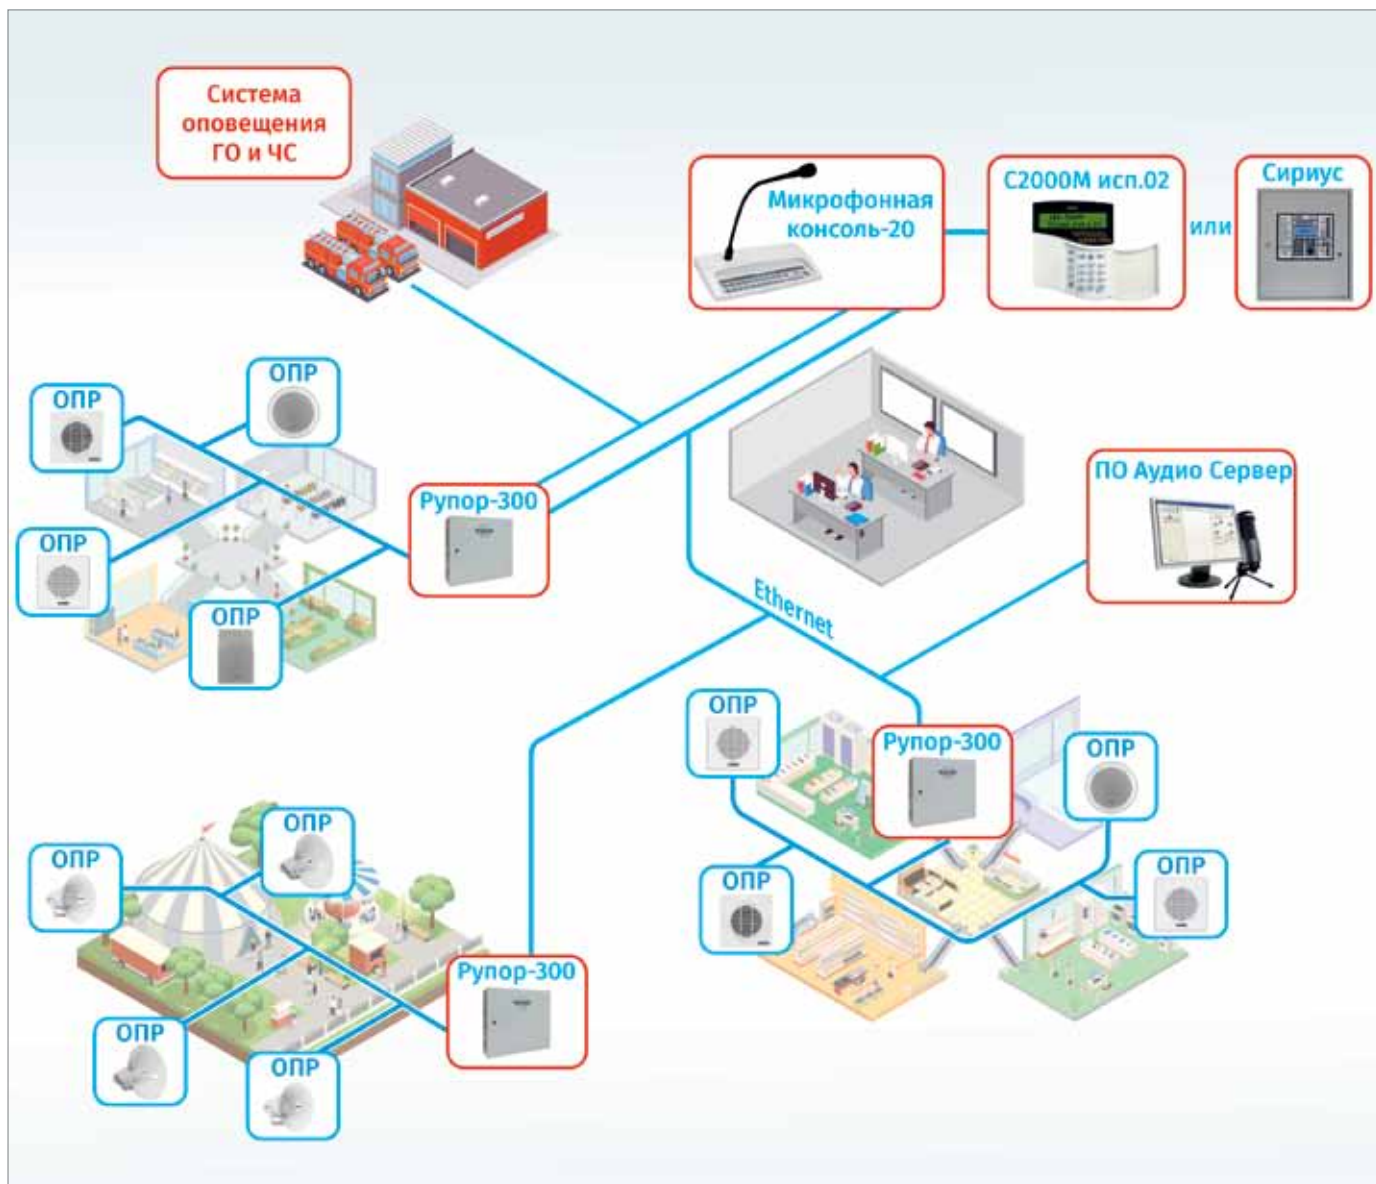 Система
оповещения
ГО и ЧС
Микрофонная
консоль-20
С2000М исп.02
или
Сириус
ОПР
ОПР
ОПР
ОПР
Рупор-300
ПО Аудио Сервер
Ethernet
ОПР
Рупор-300
ОПР
ОПР
ОПР
ОПР
ОПР
Рупор-300
ОПР
ОПР